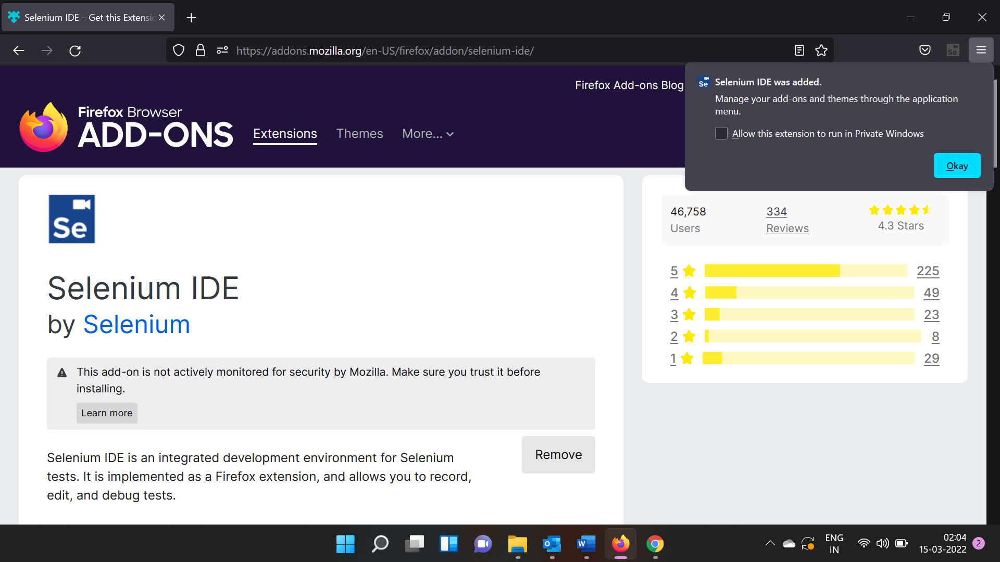 Selenium IDE – Get this Extensio
https://addons.mozilla.org/en-US/firefox/addon/selenium-ide/
Se
Firefox Add-ons Blog
Se
Selenium IDE was added.
Manage your add-ons and themes through the application
menu.
Allow this extension to run in Private Windows
Okay
Firefox Browser
ADD-ONS
Extensions
Themes
More...
Se
Selenium IDE
by Selenium
This add-on is not actively monitored for security by Mozilla. Make sure you trust it before
installing.
Learn more
Remove
Selenium IDE is an integrated development environment for Selenium
tests. It is implemented as a Firefox extension, and allows you to record,
edit, and debug tests.
46,758
Users
334
Reviews
4.3 Stars
5 225
4 49
3 23
2 8
1 29
ENG
IN
02:04
15-03-2022
2